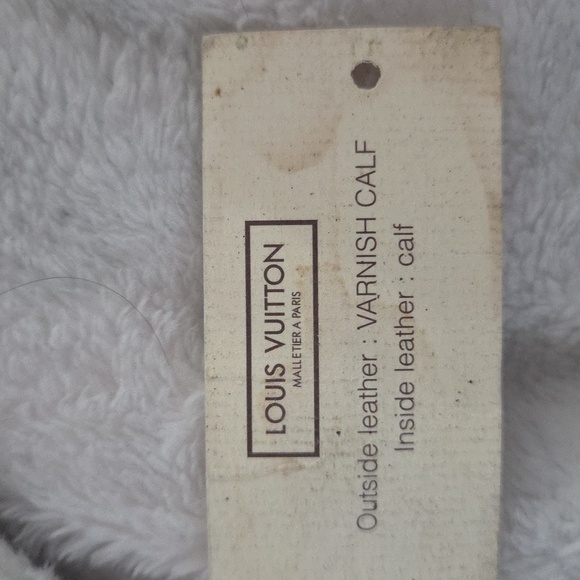 LOUIS VUITTON
MALLETIER A PARIS
Outside leather : VARNISH CALF
Inside leather : calf